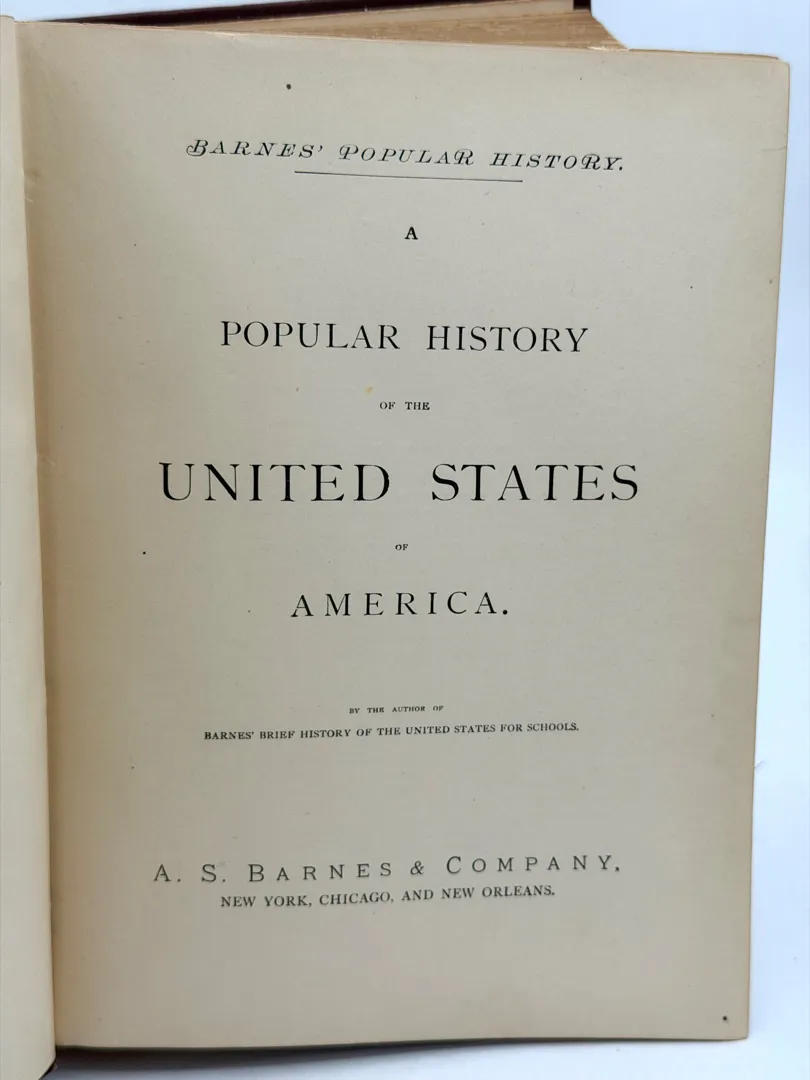 BARNES' POPULAR HISTORY.
A
POPULAR HISTORY
OF THE
UNITED STATES
OF
AMERICA.
BY THE AUTHOR OF
BARNES' BRIEF HISTORY OF THE UNITED STATES FOR SCHOOLS.
A. S. BARNES & COMPANY,
NEW YORK, CHICAGO, AND NEW ORLEANS.